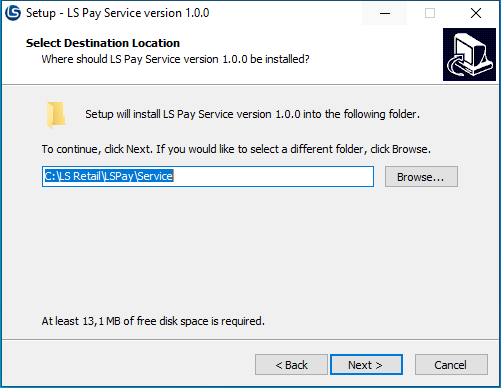 Setup - LS Pay Service version 1.0.0
Select Destination Location
Where should LS Pay Service version 1.0.0 be installed?
Setup will install LS Pay Service version 1.0.0 into the following folder.
To continue, click Next. If you would like to select a different folder, click Browse.
C:\LS Retail\LSPay\Service
Browse...
At least 13,1 MB of free disk space is required.
< Back
Next >
Cancel